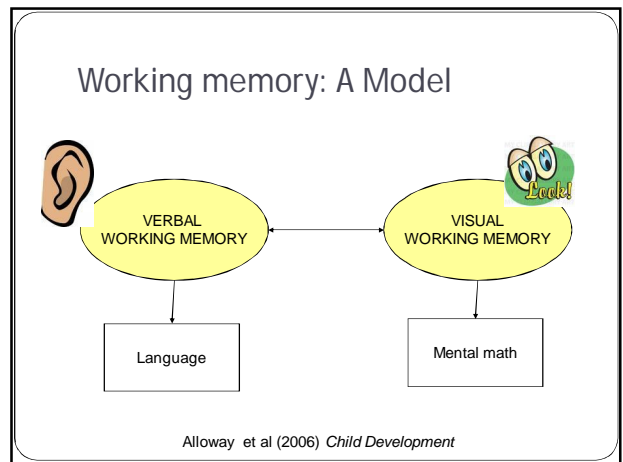 Working memory: A Model
Look!
VERBAL
WORKING MEMORY
VISUAL
WORKING MEMORY
Language
Mental math
Alloway et al (2006) Child Development